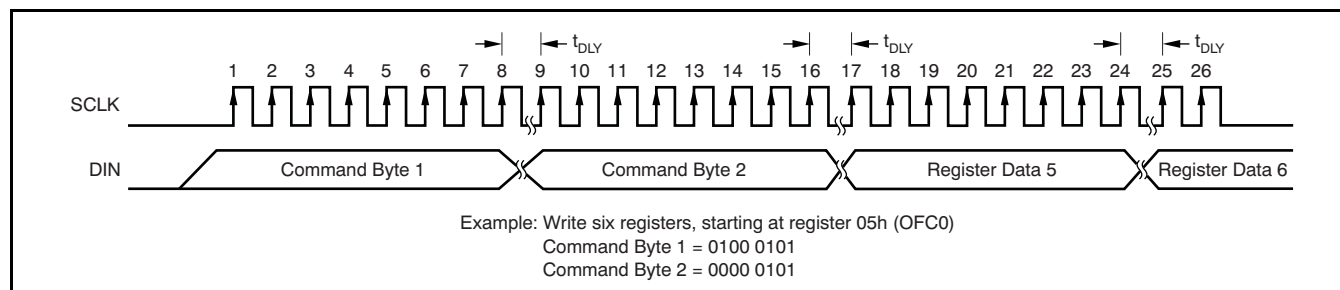 tDLY tDLY tDLY
1 2 3 4 5 6 7 8 9 10 11 12 13 14 15 16 17 18 19 20 21 22 23 24 25 26
SCLK
DIN Command Byte 1 Command Byte 2 Register Data 5 Register Data 6
Example: Write six registers, starting at register 05h (OFC0)
Command Byte 1 = 0100 0101
Command Byte 2 = 0000 0101